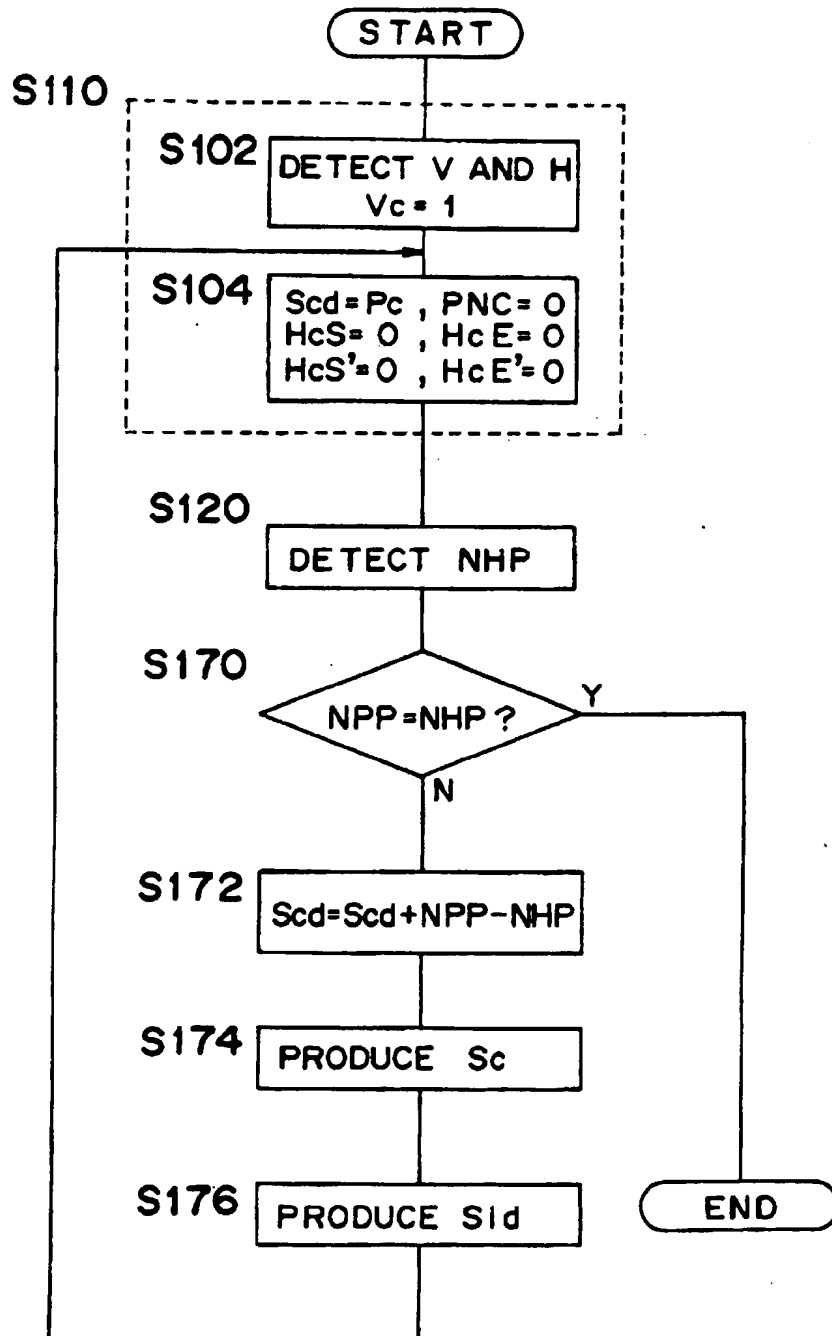 START
S110
S102
DETECT V AND H
Vc = 1
S104
Scd = Pc , PNC = 0
HcS = 0 , HcE = 0
HcS' = 0 , HcE' = 0
S120
DETECT NHP
S170
NPP = NHP ?
Y
N
S172
Scd = Scd + NPP - NHP
S174
PRODUCE Sc
S176
PRODUCE Sld
END